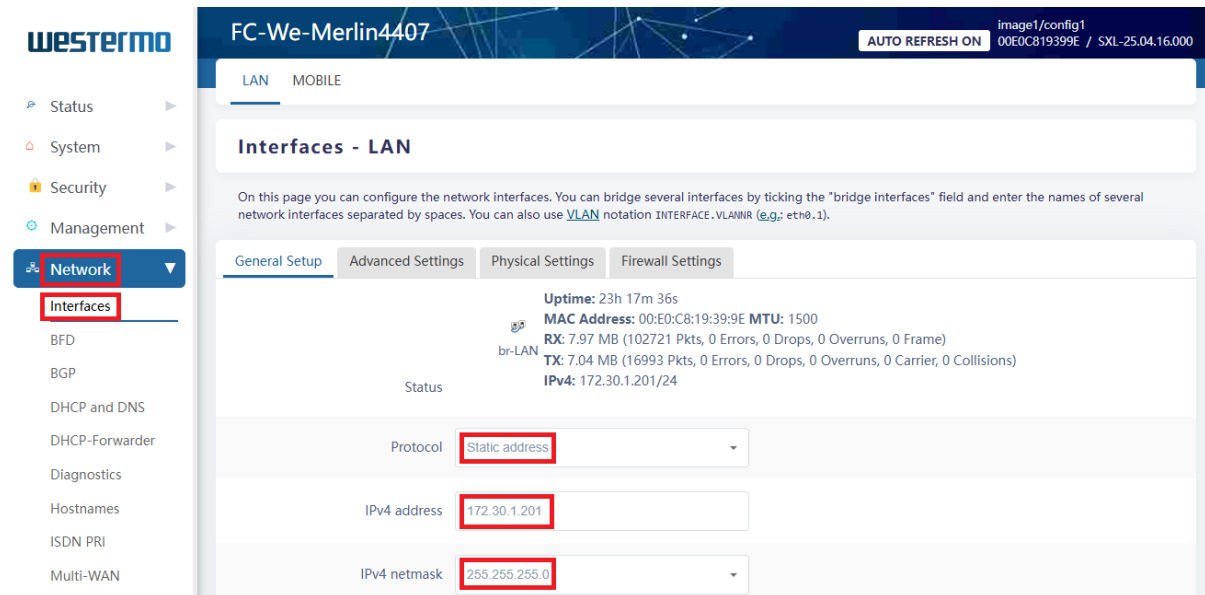 westermo
FC-We-Merlin4407
AUTO REFRESH ON
image1/config1
00E0C819399E / SXL-25.04.16.000
LAN MOBILE
Status
System
Security
Management
Network
Interfaces
BFD
BGP
DHCP and DNS
DHCP-Forwarder
Diagnostics
Hostnames
ISDN PRI
Multi-WAN
Interfaces - LAN
On this page you can configure the network interfaces. You can bridge several interfaces by ticking the "bridge interfaces" field and enter the names of several
network interfaces separated by spaces. You can also use VLAN notation INTERFACE.VLANNR (e.g.: eth0.1).
General Setup Advanced Settings Physical Settings Firewall Settings
Status
br-LAN
Uptime: 23h 17m 36s
MAC Address: 00:E0:C8:19:39:9E MTU: 1500
RX: 7.97 MB (102721 Pkts, 0 Errors, 0 Drops, 0 Overruns, 0 Frame)
TX: 7.04 MB (16993 Pkts, 0 Errors, 0 Drops, 0 Overruns, 0 Carrier, 0 Collisions)
IPv4: 172.30.1.201/24
Protocol Static address
IPv4 address 172.30.1.201
IPv4 netmask 255.255.255.0